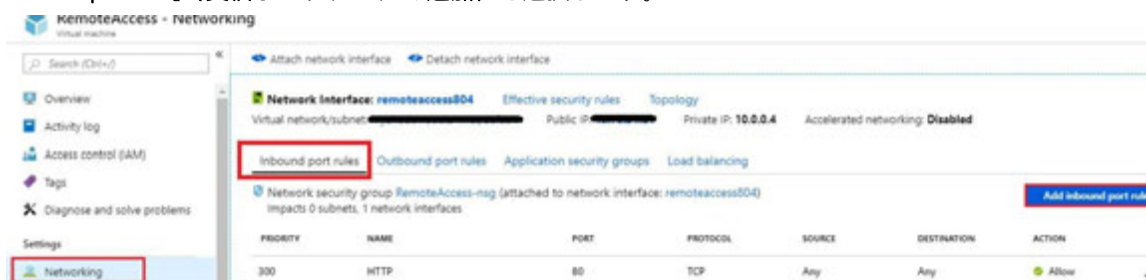 RemoteAccess - Networking
Virtual machine
Search (Ctrl+/)
«
Attach network interface Detach network interface
Overview
Network Interface: remoteaccess804 Effective security rules Topology
Virtual network/subnet: Public IP: Private IP: 10.0.0.4 Accelerated networking: Disabled
Activity log
Access control (IAM)
Inbound port rules Outbound port rules Application security groups Load balancing
Tags
Network security group RemoteAccess-nsg (attached to network interface: remoteaccess804)
Impacts 0 subnets, 1 network interfaces
Add inbound port rule
Diagnose and solve problems
Settings
PRIORITY NAME PORT PROTOCOL SOURCE DESTINATION ACTION
Networking
300 HTTP 80 TCP Any Any Allow